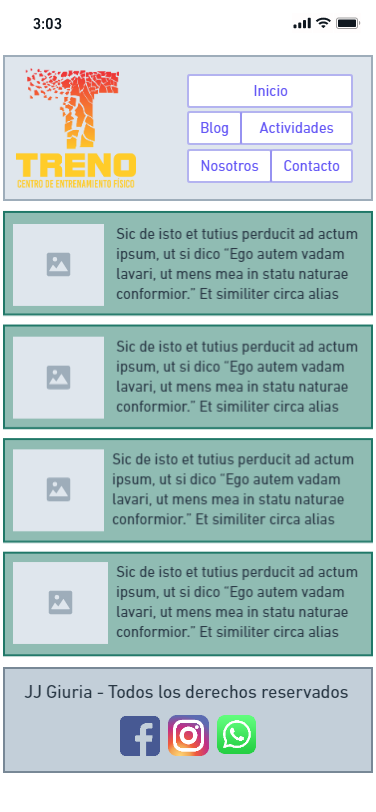 3:03
TRENO
CENTRO DE ENTRENAMIENTO FÍSICO
Inicio
Blog
Actividades
Nosotros
Contacto
Sic de isto et tutius perducit ad actum
ipsum, ut si dico "Ego autem vadam
lavari, ut mens mea in statu naturae
conformior." Et similiter circa alias
Sic de isto et tutius perducit ad actum
ipsum, ut si dico "Ego autem vadam
lavari, ut mens mea in statu naturae
conformior." Et similiter circa alias
Sic de isto et tutius perducit ad actum
ipsum, ut si dico "Ego autem vadam
lavari, ut mens mea in statu naturae
conformior." Et similiter circa alias
Sic de isto et tutius perducit ad actum
ipsum, ut si dico "Ego autem vadam
lavari, ut mens mea in statu naturae
conformior." Et similiter circa alias
JJ Giuria - Todos los derechos reservados